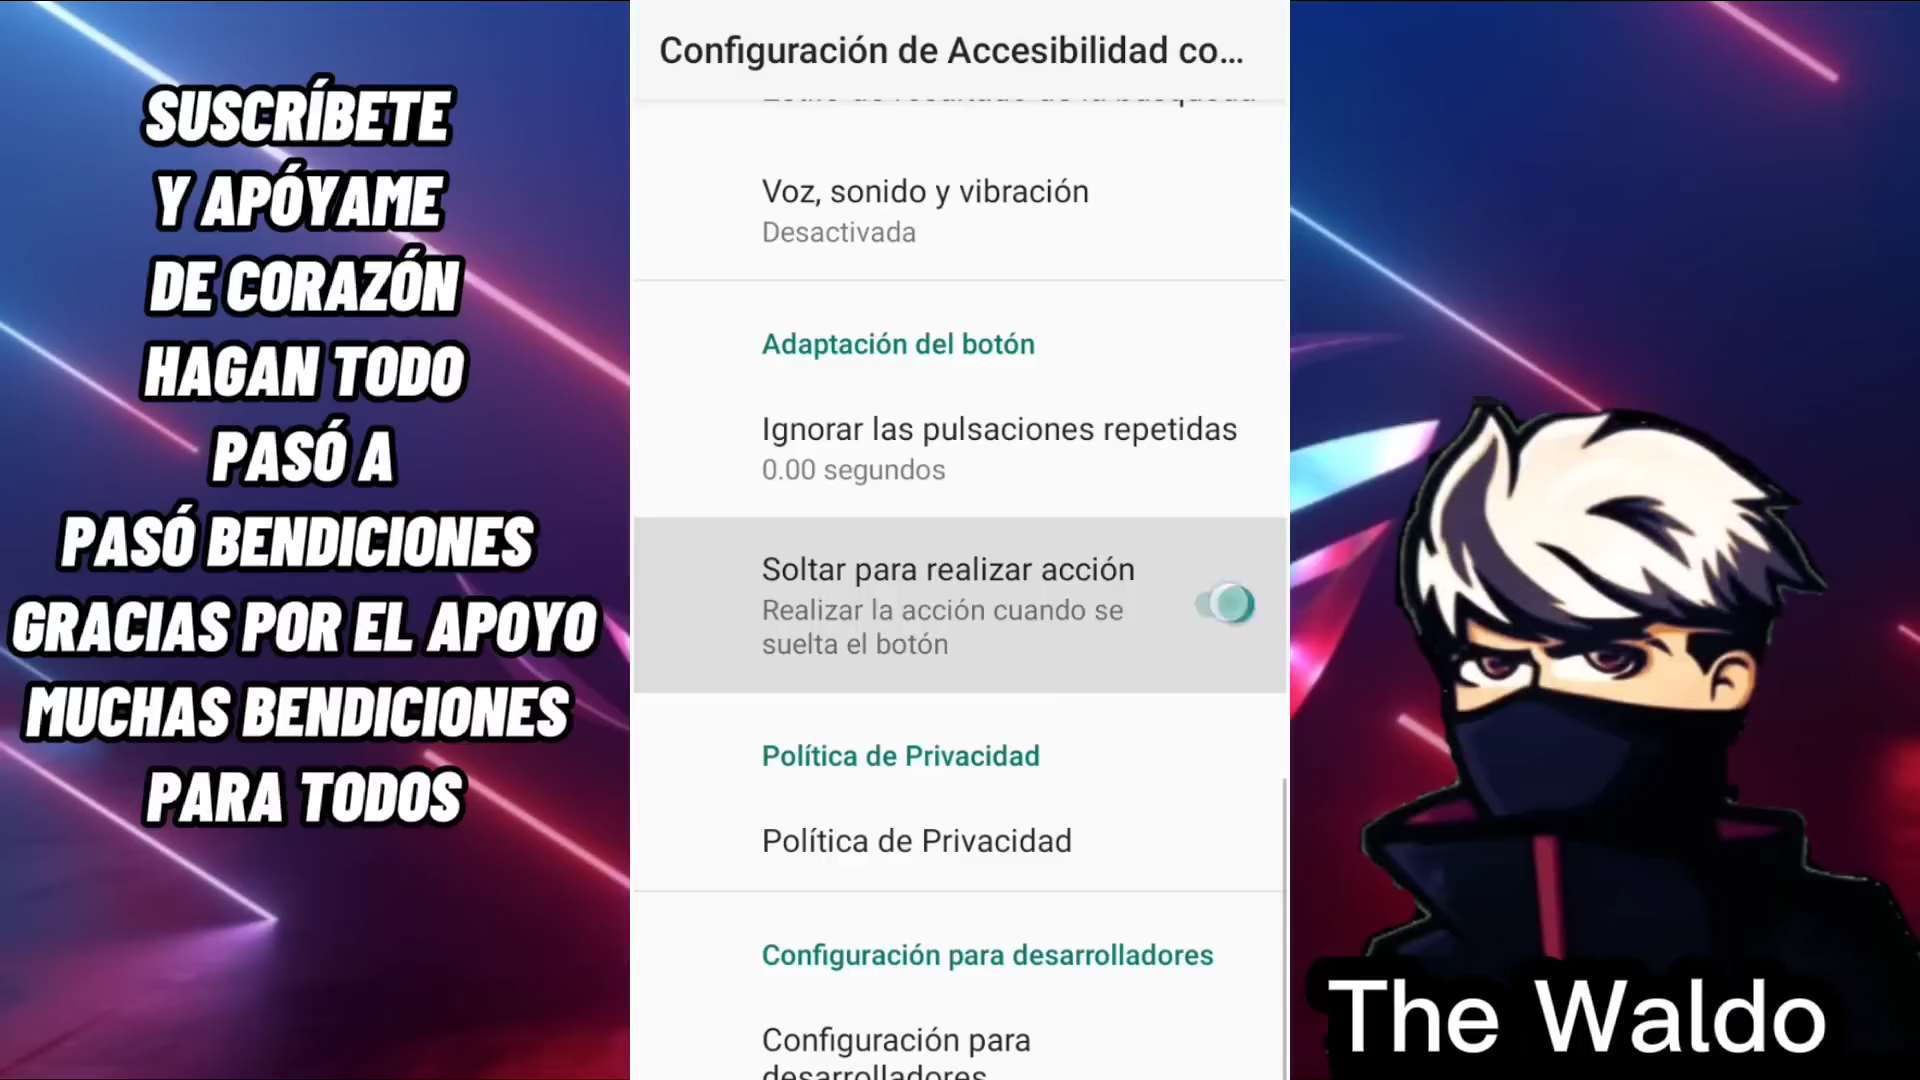 SUSCRÍBETE
Y APÓYAME
DE CORAZÓN
HAGAN TODO
PASÓ A
PASÓ BENDICIONES
GRACIAS POR EL APOYO
MUCHAS BENDICIONES
PARA TODOS
Configuración de Accesibilidad co...
Voz, sonido y vibración
Desactivada
Adaptación del botón
Ignorar las pulsaciones repetidas
0.00 segundos
Soltar para realizar acción
Realizar la acción cuando se
suelta el botón
Política de Privacidad
Política de Privacidad
Configuración para desarrolladores
Configuración para
desarrolladores
The Waldo